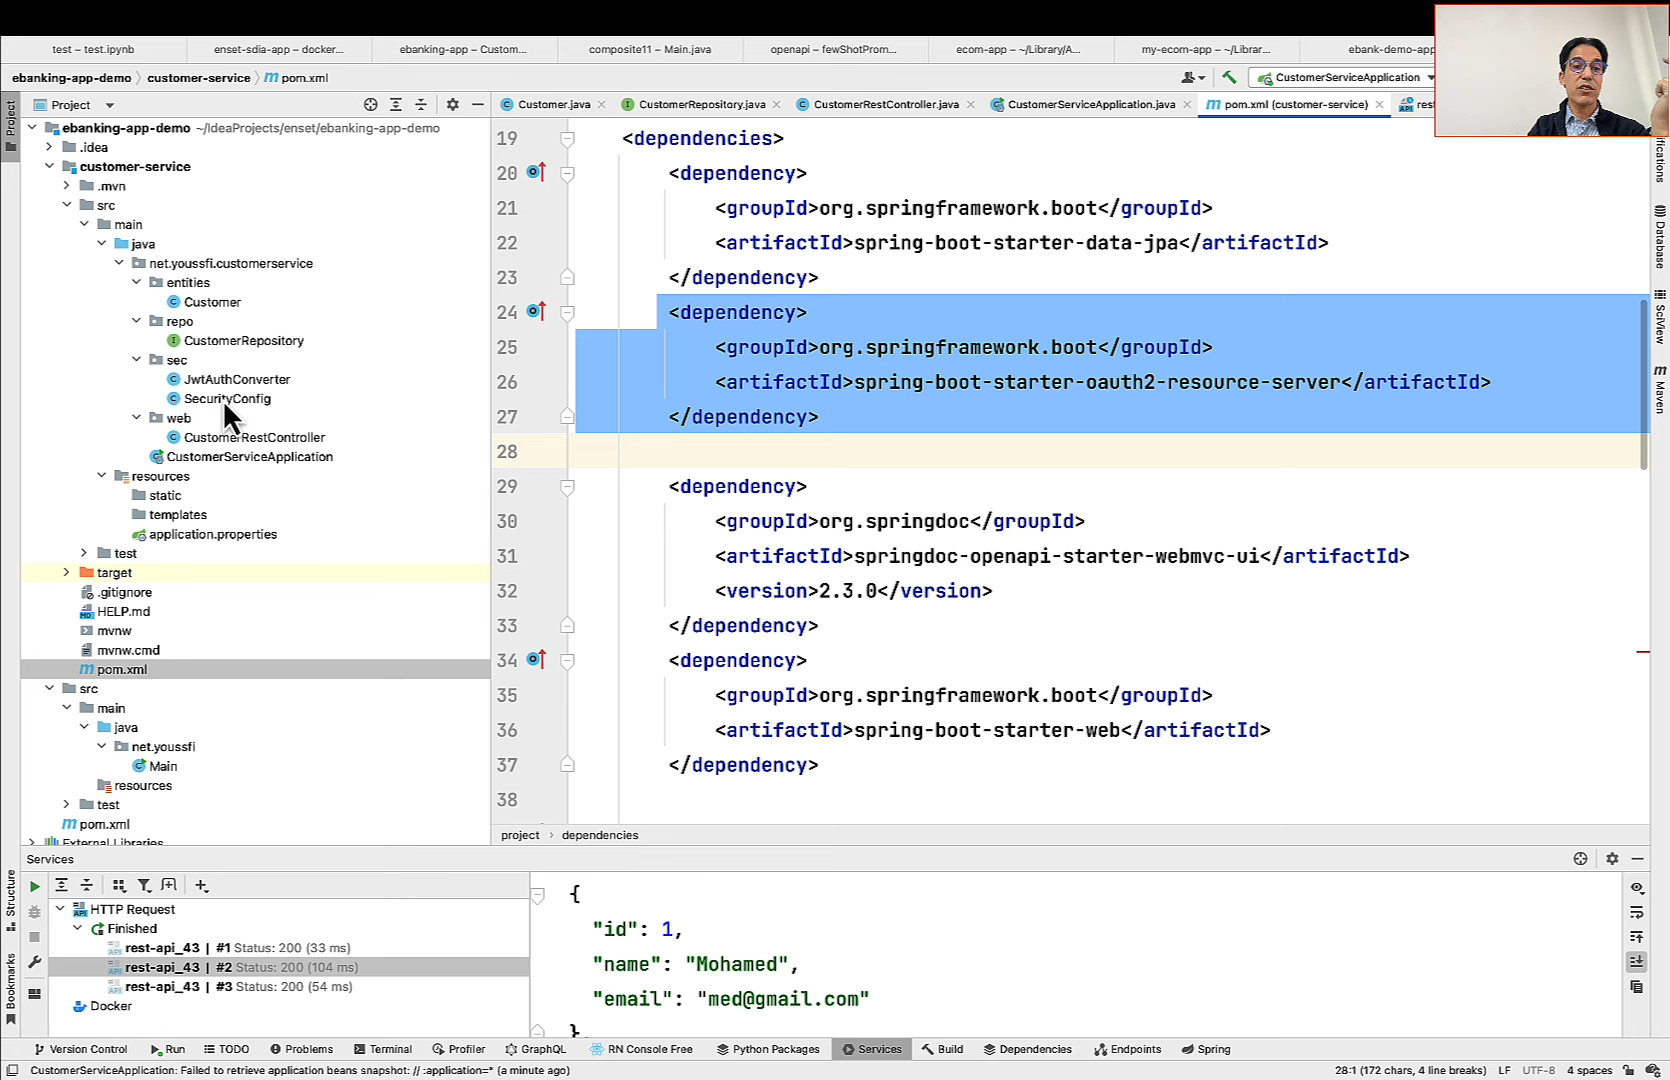 test – test.ipynb
enset-sdia-app – docker...
ebanking-app – Custom...
composite11 – Main.java
openapi – fewShotProm...
ecom-app – ~/Library/A...
my-ecom-app – ~/Librar...
ebank-demo-app
ebanking-app-demo customer-service pom.xml
CustomerServiceApplication
Project
Project
ebanking-app-demo ~/IdeaProjects/enset/ebanking-app-demo
.idea
customer-service
.mvn
src
main
java
net.youssfi.customerservice
entities
Customer
repo
CustomerRepository
sec
JwtAuthConverter
SecurityConfig
web
CustomerRestController
CustomerServiceApplication
resources
static
templates
application.properties
test
target
.gitignore
HELP.md
mvnw
mvnw.cmd
pom.xml
src
main
java
net.youssfi
Main
resources
test
pom.xml
External Libraries
Customer.java
CustomerRepository.java
CustomerRestController.java
CustomerServiceApplication.java
pom.xml (customer-service)
rest
19 <dependencies>
20 <dependency>
21 <groupId>org.springframework.boot</groupId>
22 <artifactId>spring-boot-starter-data-jpa</artifactId>
23 </dependency>
24 <dependency>
25 <groupId>org.springframework.boot</groupId>
26 <artifactId>spring-boot-starter-oauth2-resource-server</artifactId>
27 </dependency>
28
29 <dependency>
30 <groupId>org.springdoc</groupId>
31 <artifactId>springdoc-openapi-starter-webmvc-ui</artifactId>
32 <version>2.3.0</version>
33 </dependency>
34 <dependency>
35 <groupId>org.springframework.boot</groupId>
36 <artifactId>spring-boot-starter-web</artifactId>
37 </dependency>
38
project › dependencies
Database
SciView
Maven
Services
HTTP Request
Finished
rest-api_43 | #1 Status: 200 (33 ms)
rest-api_43 | #2 Status: 200 (104 ms)
rest-api_43 | #3 Status: 200 (54 ms)
Docker
{
"id": 1,
"name": "Mohamed",
"email": "med@gmail.com"
}
Structure
Bookmarks
Version Control Run TODO Problems Terminal Profiler GraphQL RN Console Free Python Packages Services Build Dependencies Endpoints Spring
CustomerServiceApplication: Failed to retrieve application beans snapshot: // :application=* (a minute ago)
28:1 (172 chars, 4 line breaks) LF UTF-8 4 spaces